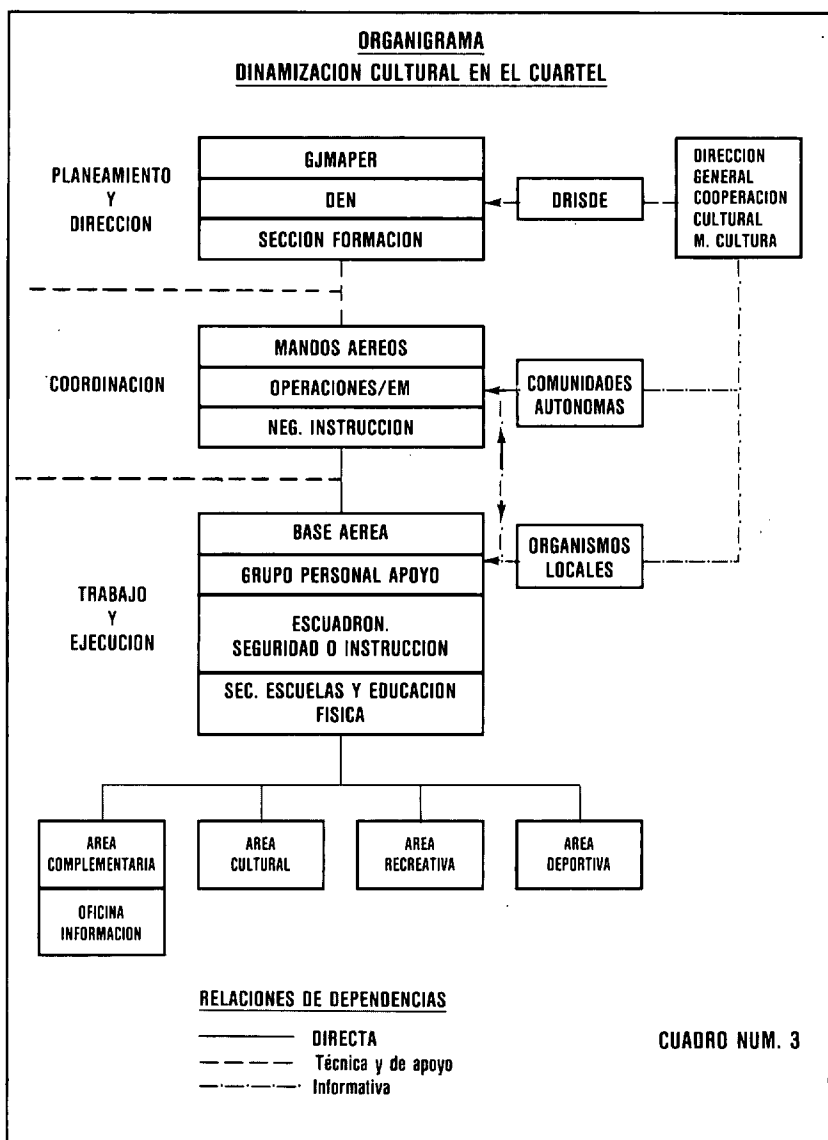 ORGANIGRAMA
DINAMIZACION CULTURAL EN EL CUARTEL
PLANEAMIENTO
Y
DIRECCION
GJMAPER
DEN
SECCION FORMACION
DRISDE
DIRECCION
GENERAL
COOPERACION
CULTURAL
M. CULTURA
COORDINACION
MANDOS AEREOS
OPERACIONES/EM
NEG. INSTRUCCION
COMUNIDADES
AUTONOMAS
TRABAJO
Y
EJECUCION
BASE AEREA
GRUPO PERSONAL APOYO
ESCUADRON.
SEGURIDAD O INSTRUCCION
SEC. ESCUELAS Y EDUCACION
FISICA
ORGANISMOS
LOCALES
AREA
COMPLEMENTARIA
OFICINA
INFORMACION
AREA
CULTURAL
AREA
RECREATIVA
AREA
DEPORTIVA
RELACIONES DE DEPENDENCIAS
DIRECTA
Técnica y de apoyo
Informativa
CUADRO NUM. 3